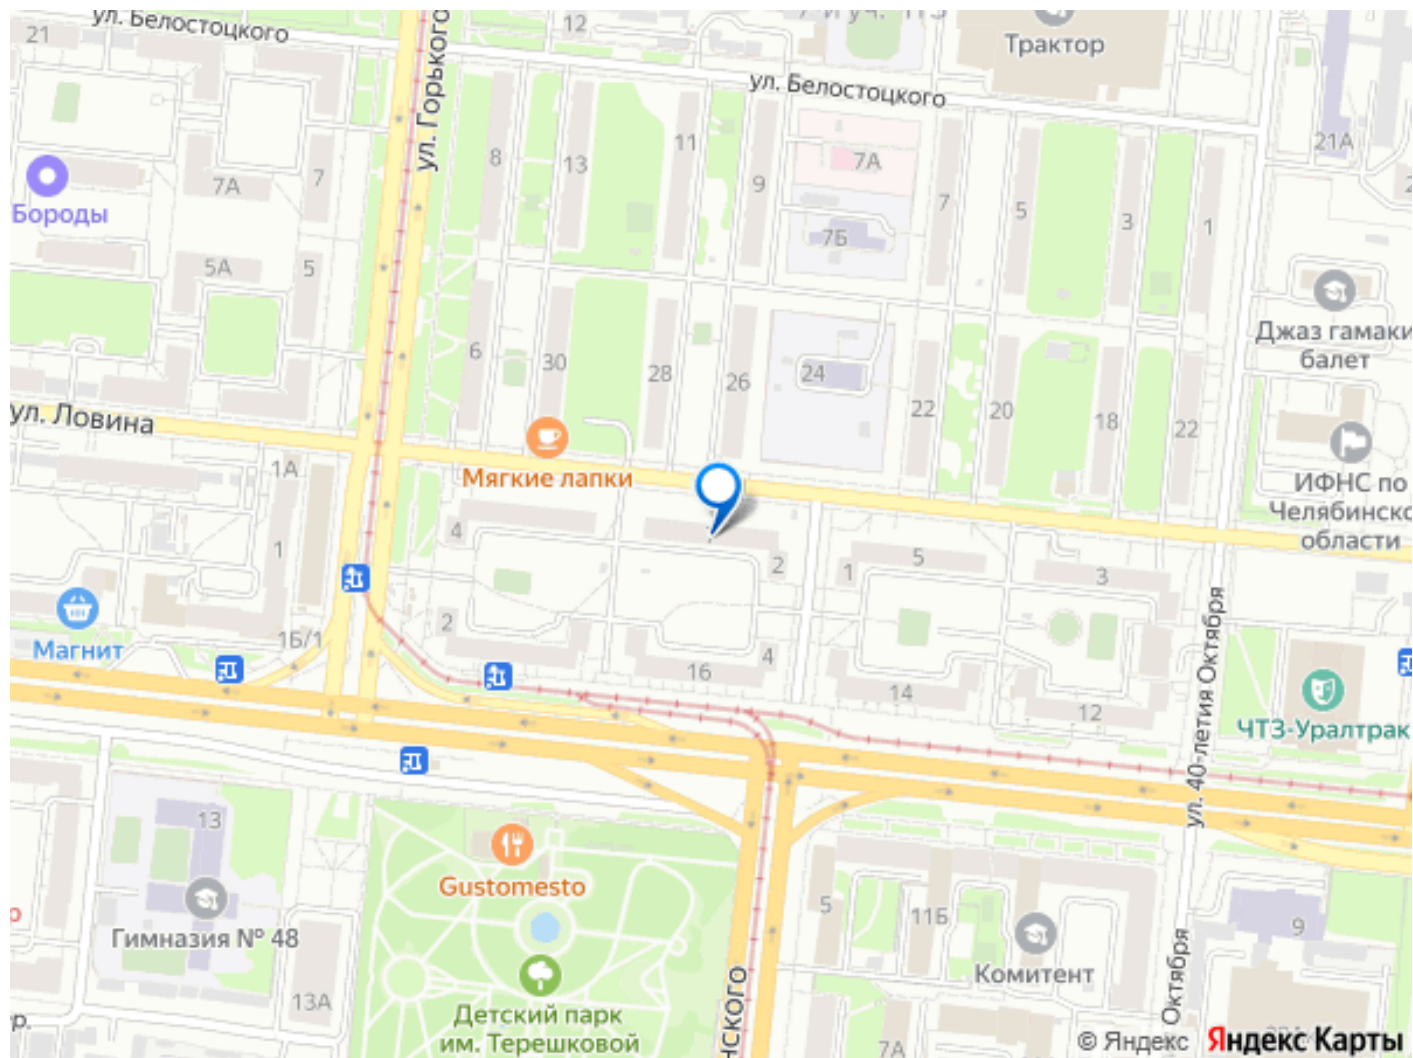 21
ул. Белостоцкого
12
Трактор
ул. Горького
ул. Белостоцкого
21А
8
13
11
9
7А
7
5
3
1
7А
7
Бороды
7Б
5А
5
Джаз гамаки
балет
6
30
28
26
24
22
20
18
22
ул. Ловина
1А
Мягкие лапки
ИФНС по
Челябинско
области
4
2
1
5
3
1
Магнит
1Б/1
2
16
4
14
12
ул. 40-летия Октября
ЧТЗ-Уралтрак
13
Gustomesto
Гимназия № 48
5
11Б
9
Комитент
Октября
13А
Детский парк
им. Терешковой
нского
7А
© Яндекс Яндекс Карты